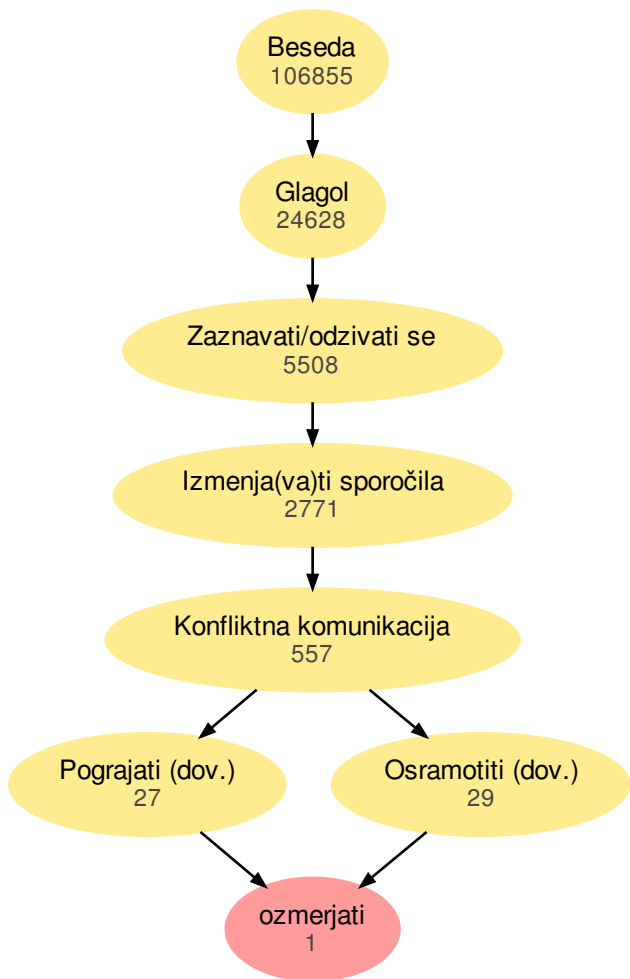 Beseda
106855
Glagol
24628
Zaznavati/odzivati se
5508
Izmenja(va)ti sporočila
2771
Konfliktna komunikacija
557
Pograjati (dov.)
27
Osramotiti (dov.)
29
ozmerjati
1